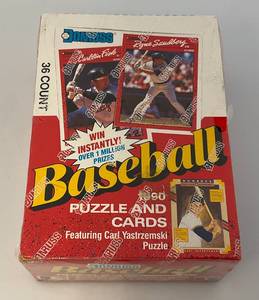 DONRUSS
36 COUNT
Carlton Fisk
Ryne Sandberg
WIN
INSTANTLY!
OVER 1 MILLION
PRIZES
Baseball
1990
PUZZLE AND
CARDS
Featuring Carl Yastrzemski
Puzzle